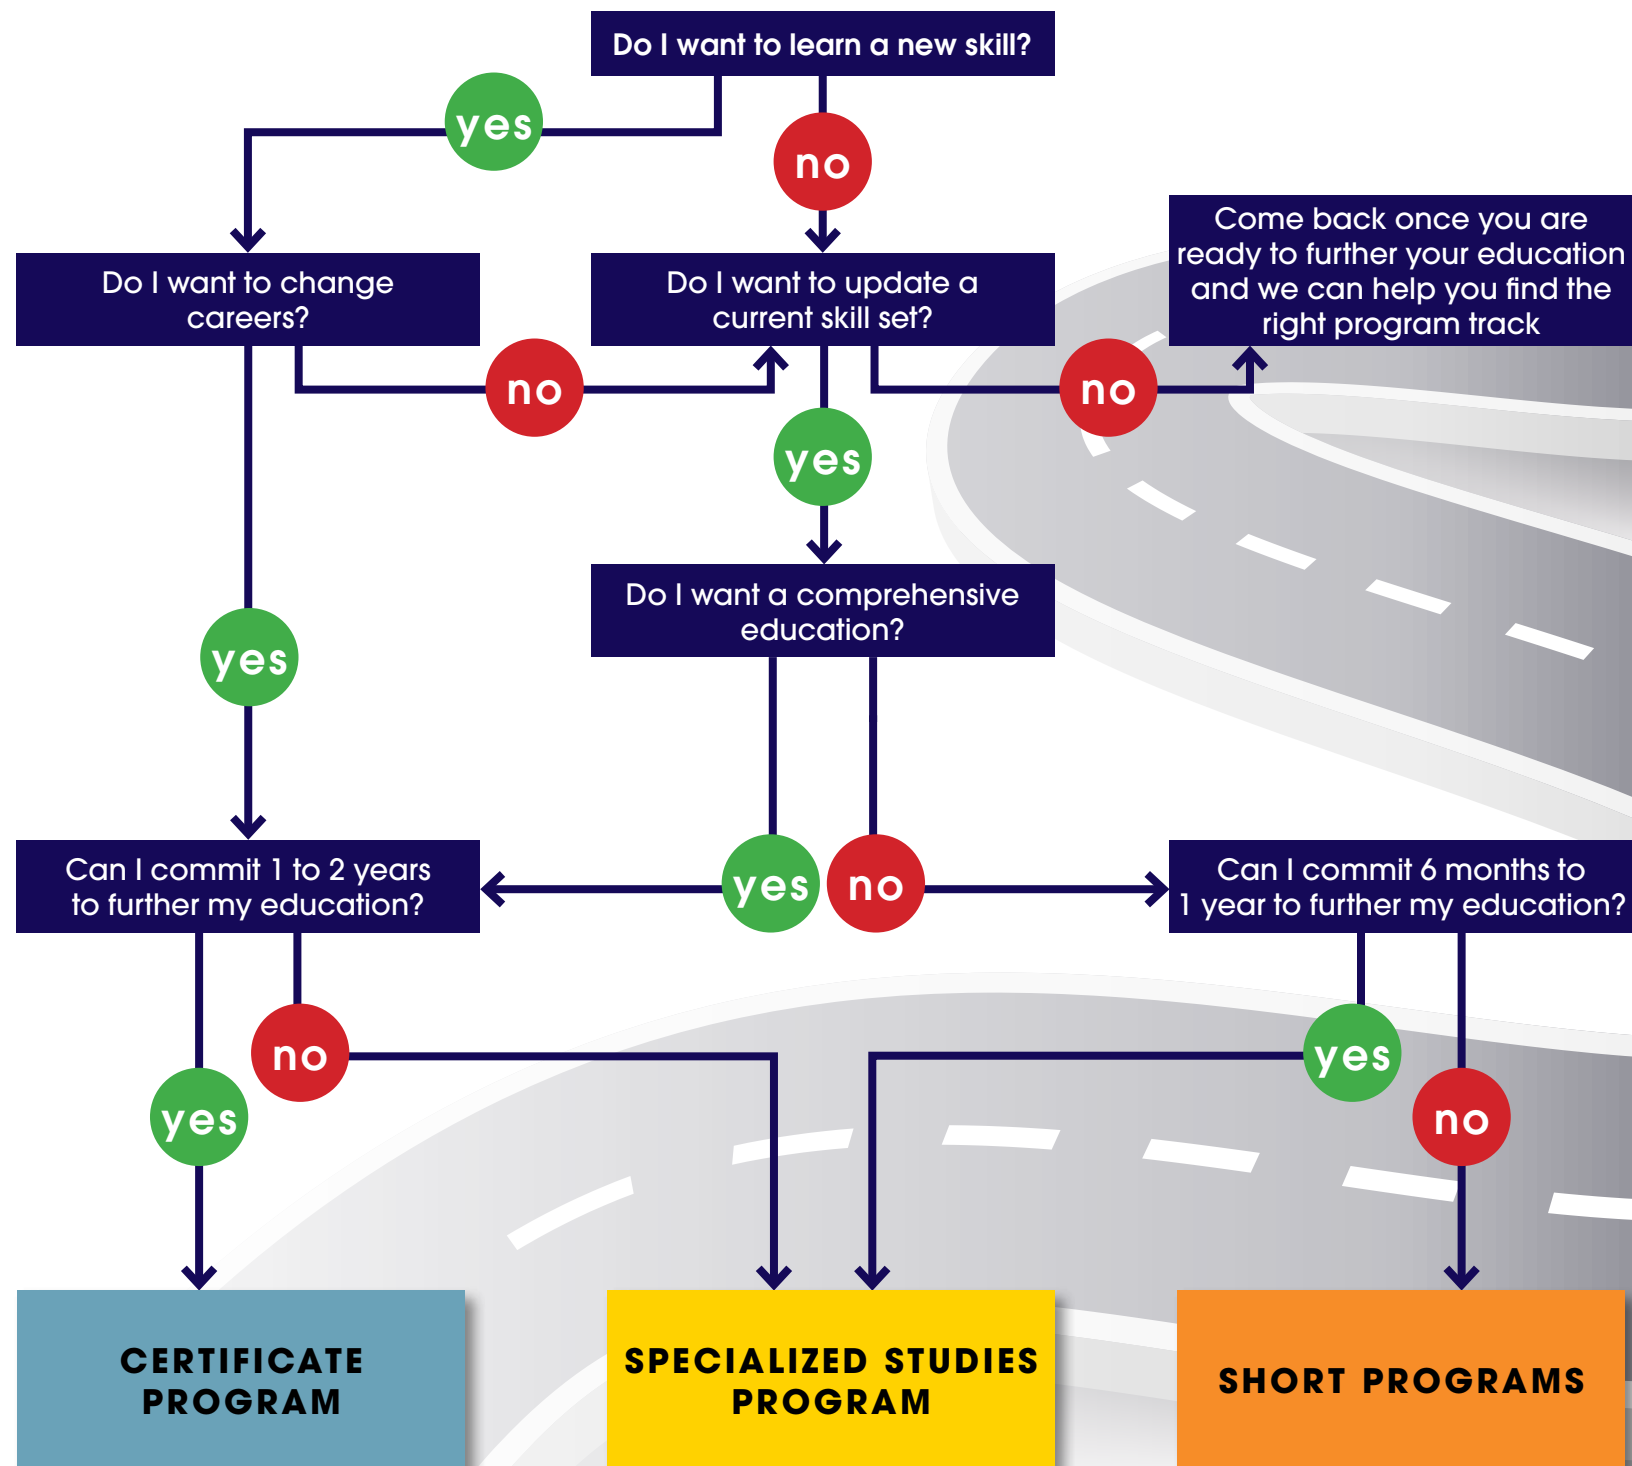 Do I want to learn a new skill?
yes
no
Come back once you are
ready to further your education
and we can help you find the
right program track
Do I want to change
careers?
Do I want to update a
current skill set?
no
no
yes
Do I want a comprehensive
education?
yes
Can I commit 1 to 2 years
to further my education?
yes
no
Can I commit 6 months to
1 year to further my education?
no
yes
yes
no
CERTIFICATE
PROGRAM
SPECIALIZED STUDIES
PROGRAM
SHORT PROGRAMS